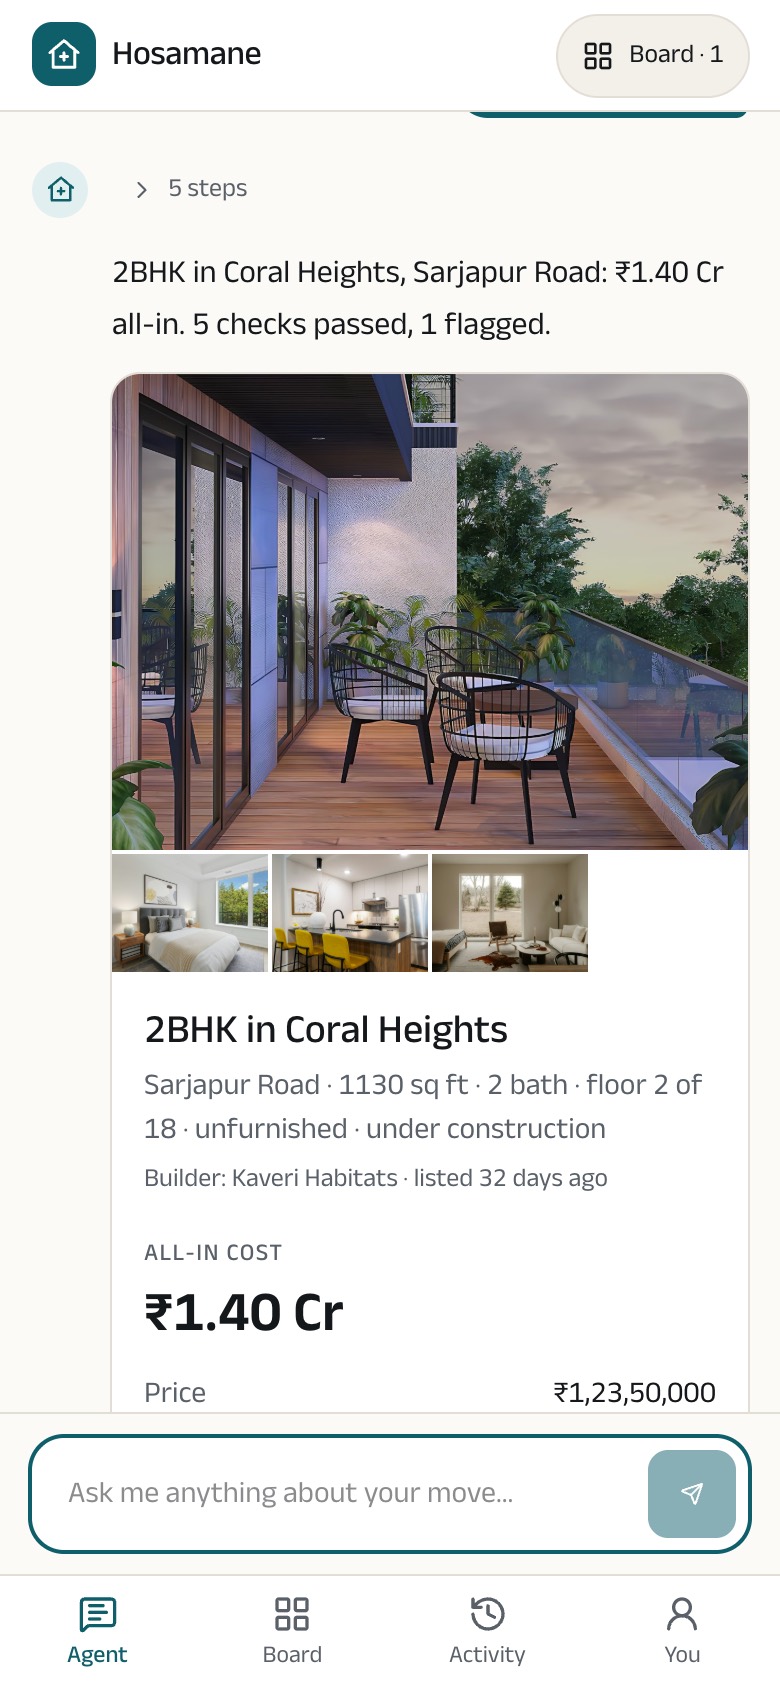 Hosamane
Board · 1
5 steps
2BHK in Coral Heights, Sarjapur Road: ₹1.40 Cr
all-in. 5 checks passed, 1 flagged.
2BHK in Coral Heights
Sarjapur Road · 1130 sq ft · 2 bath · floor 2 of
18 · unfurnished · under construction
Builder: Kaveri Habitats · listed 32 days ago
ALL-IN COST
₹1.40 Cr
Price ₹1,23,50,000
Ask me anything about your move...
Agent Board Activity You